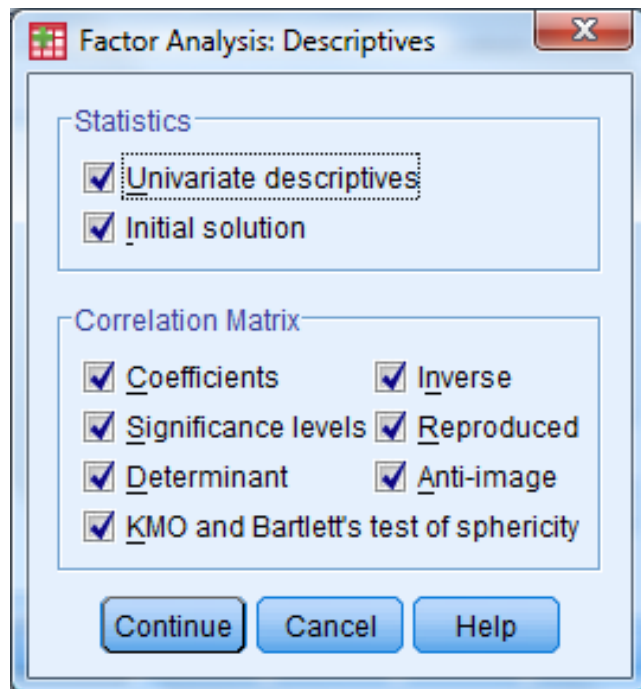 Factor Analysis: Descriptives
Statistics
Univariate descriptives
Initial solution
Correlation Matrix
Coefficients Inverse
Significance levels Reproduced
Determinant Anti-image
KMO and Bartlett's test of sphericity
Continue Cancel Help